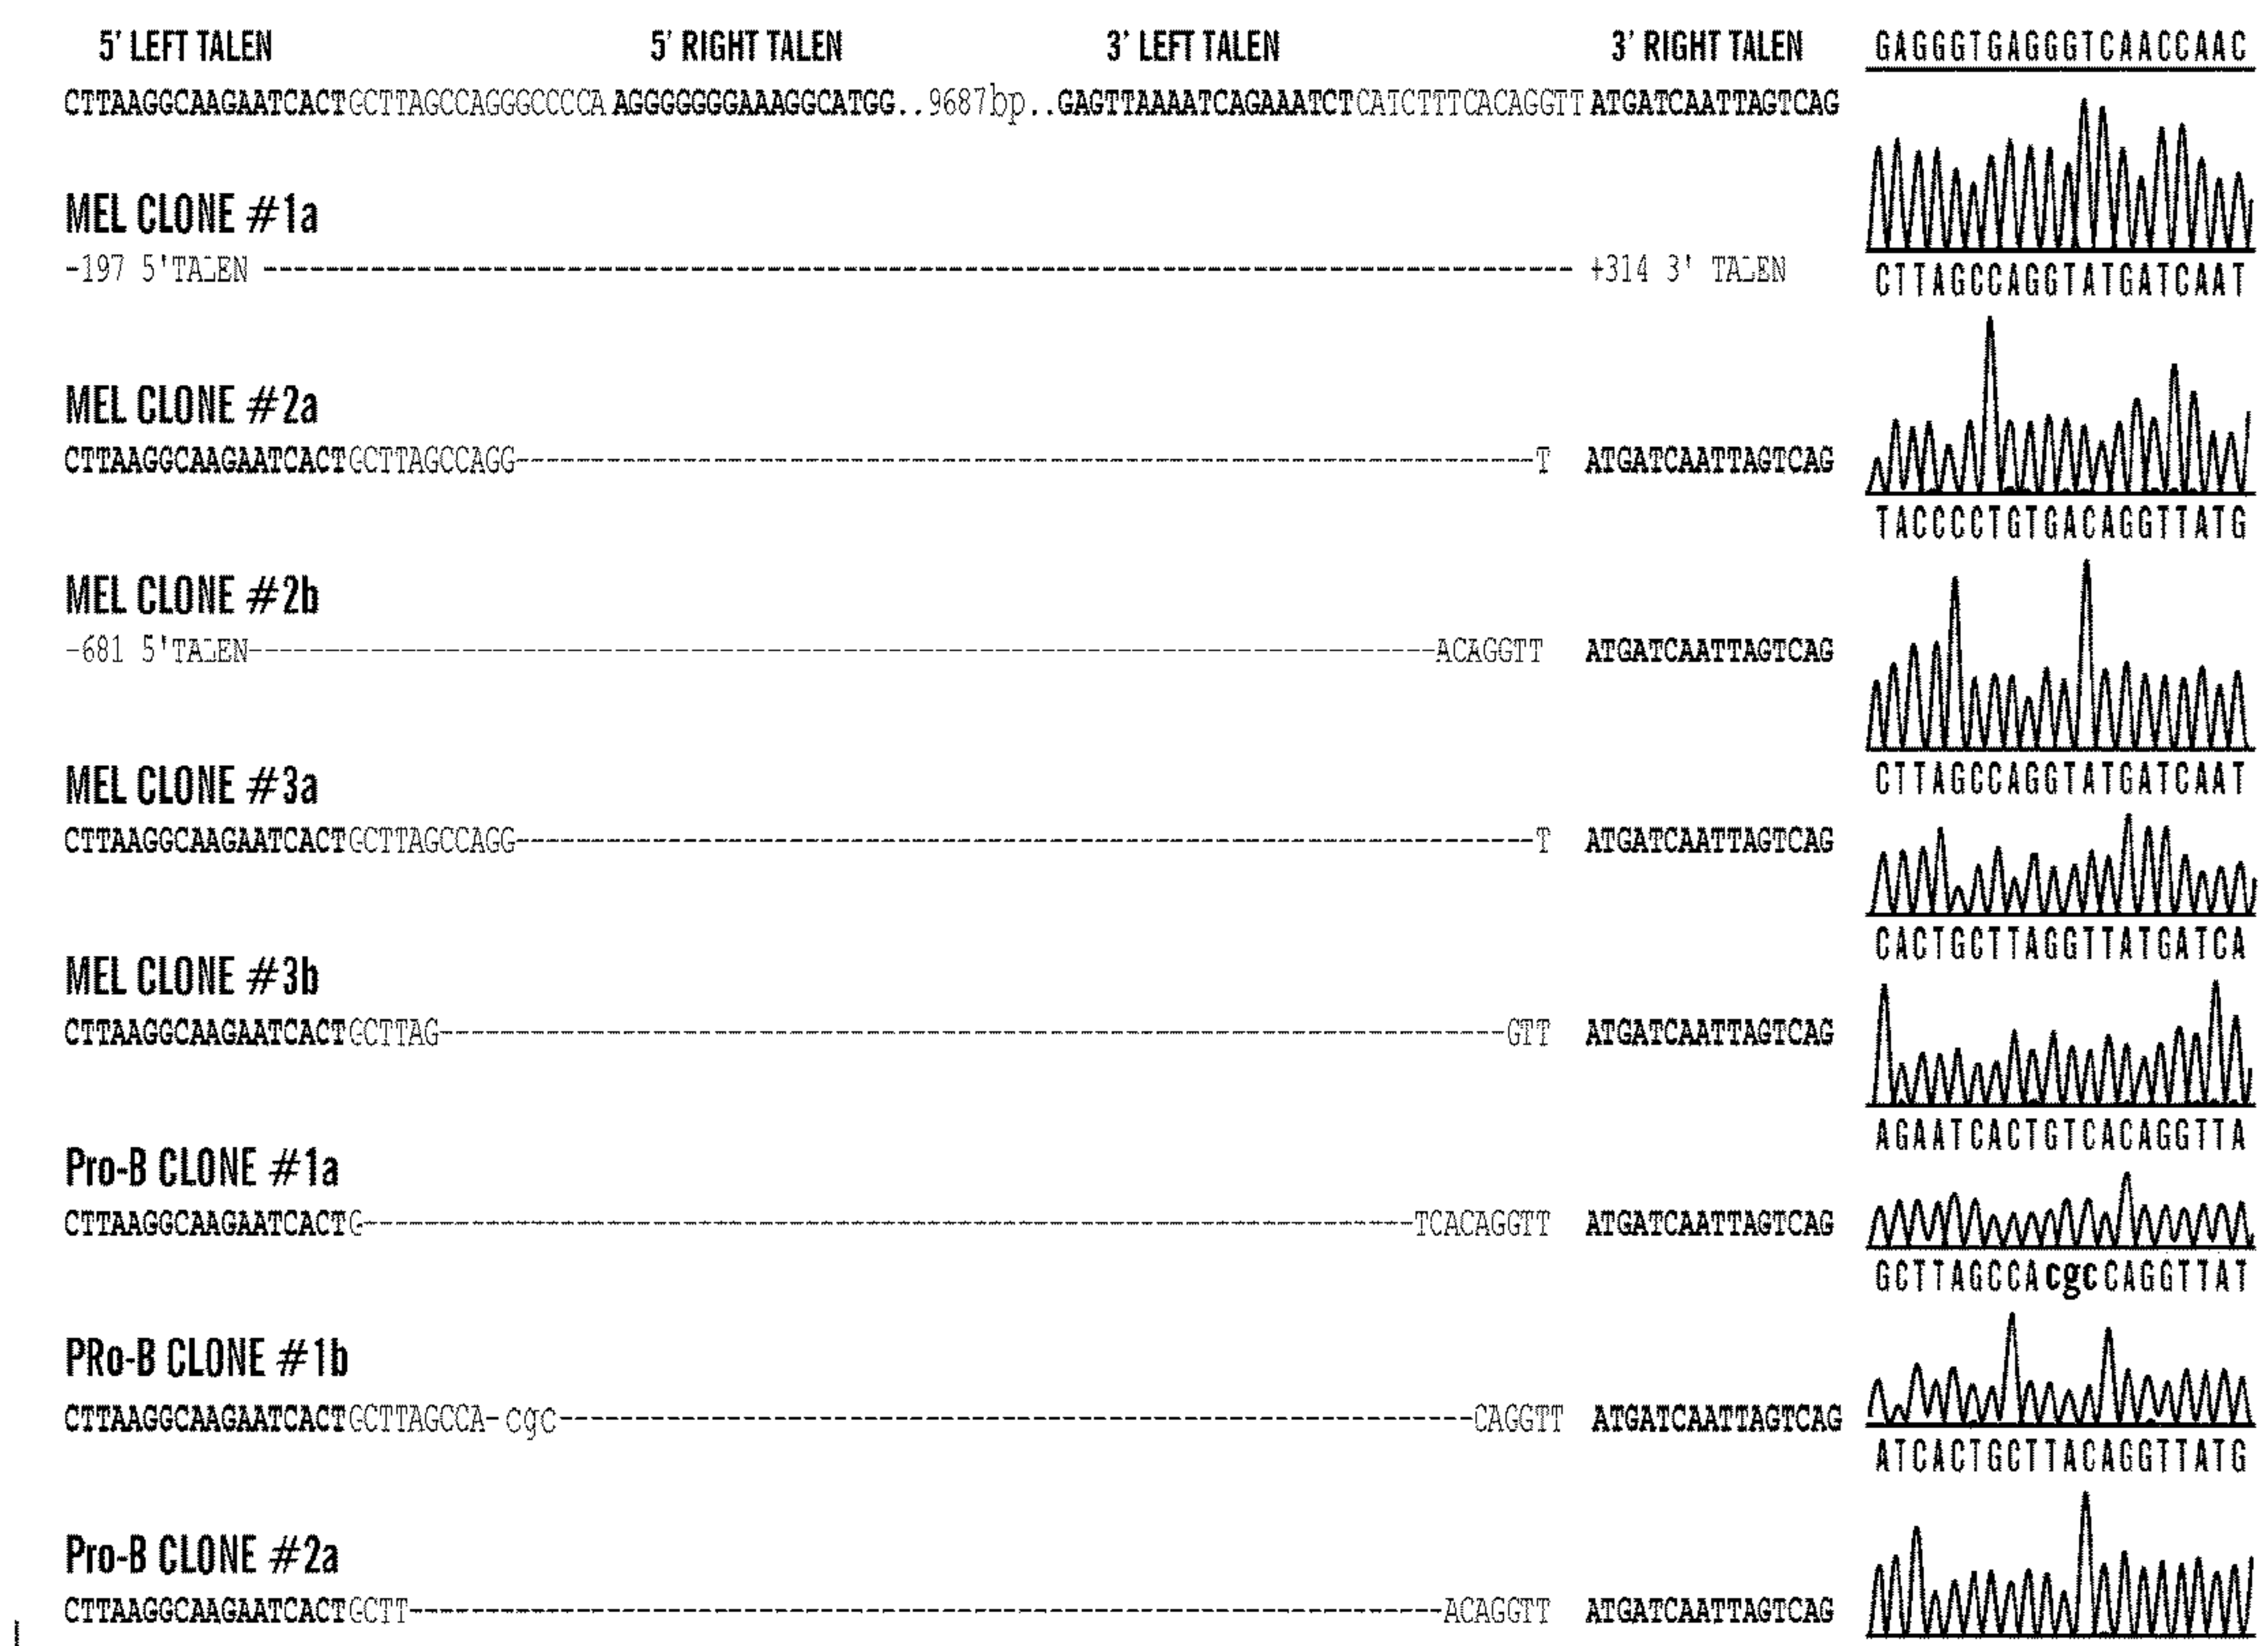 5' LEFT TALEN 5' RIGHT TALEN 3' LEFT TALEN 3' RIGHT TALEN GAGGGTGAGGGTCAACCAAC
CTTAAGGCAAGAATCACTGCTTAGCCAGGGCCCCA AGGGGGGGAAAGGCATGG..9687bp..GAGTTAAAATCAGAAATCTCATCTTTCACAGGTT ATGATCAATTAGTCAG
MEL CLONE #1a
-197 5'TALEN ---------- +314 3' TALEN
CTTAGCCAGGTATGATCAAT
MEL CLONE #2a
CTTAAGGCAAGAATCACTGCTTAGCCAGG----------T ATGATCAATTAGTCAG
TACCCCTGTGACAGGTTATG
MEL CLONE #2b
-681 5'TALEN----------ACAGGTT ATGATCAATTAGTCAG
CTTAGCCAGGTATGATCAAT
MEL CLONE #3a
CTTAAGGCAAGAATCACTGCTTAGCCAGG----------T ATGATCAATTAGTCAG
CACTGCTTAGGTTATGATCA
MEL CLONE #3b
CTTAAGGCAAGAATCACTGCTTAG----------GTT ATGATCAATTAGTCAG
AGAATCACTGTCACAGGTTA
Pro-B CLONE #1a
CTTAAGGCAAGAATCACTG----------TCACAGGTT ATGATCAATTAGTCAG
GCTTAGCCAcgcCAGGTTAT
PRo-B CLONE #1b
CTTAAGGCAAGAATCACTGCTTAGCCA-cgc----------CAGGTT ATGATCAATTAGTCAG
ATCACTGCTTACAGGTTATG
Pro-B CLONE #2a
CTTAAGGCAAGAATCACTGCTT----------ACAGGTT ATGATCAATTAGTCAG